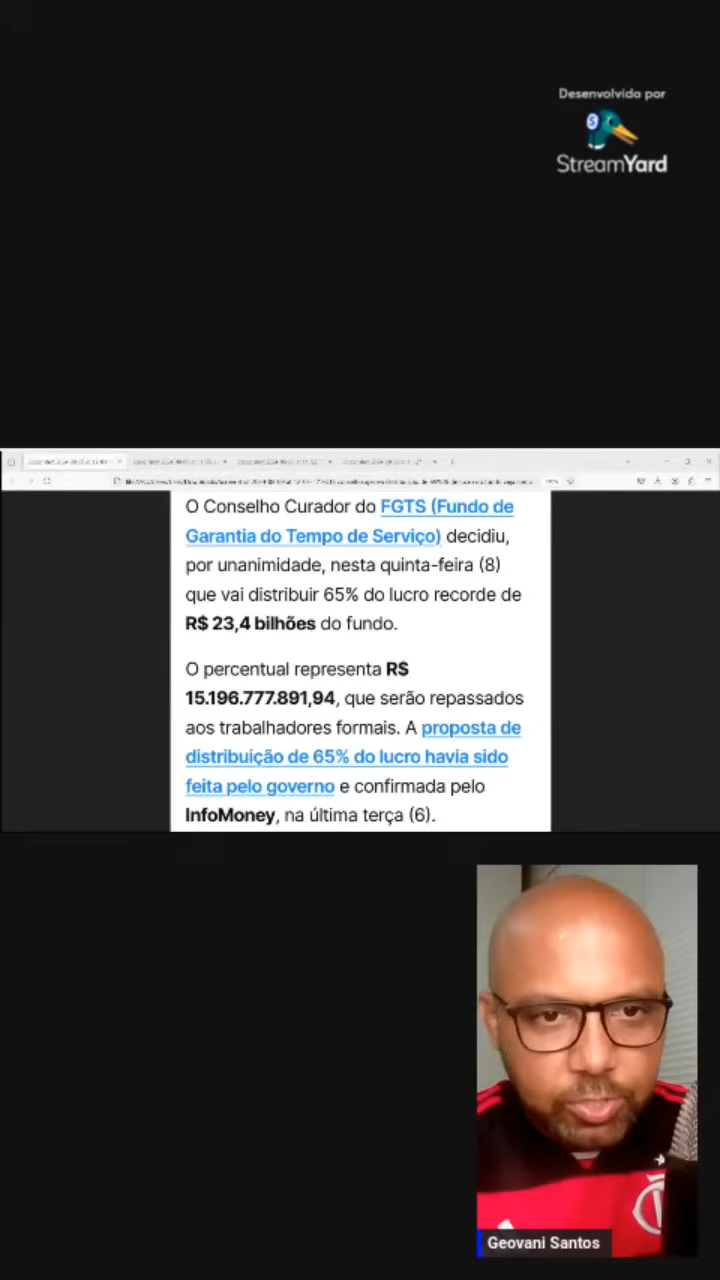 Desenvolvido por
StreamYard
O Conselho Curador do FGTS (Fundo de
Garantia do Tempo de Serviço) decidiu,
por unanimidade, nesta quinta-feira (8)
que vai distribuir 65% do lucro recorde de
R$ 23,4 bilhões do fundo.
O percentual representa R$
15.196.777.891,94, que serão repassados
aos trabalhadores formais. A proposta de
distribuição de 65% do lucro havia sido
feita pelo governo e confirmada pelo
InfoMoney, na última terça (6).
Geovani Santos